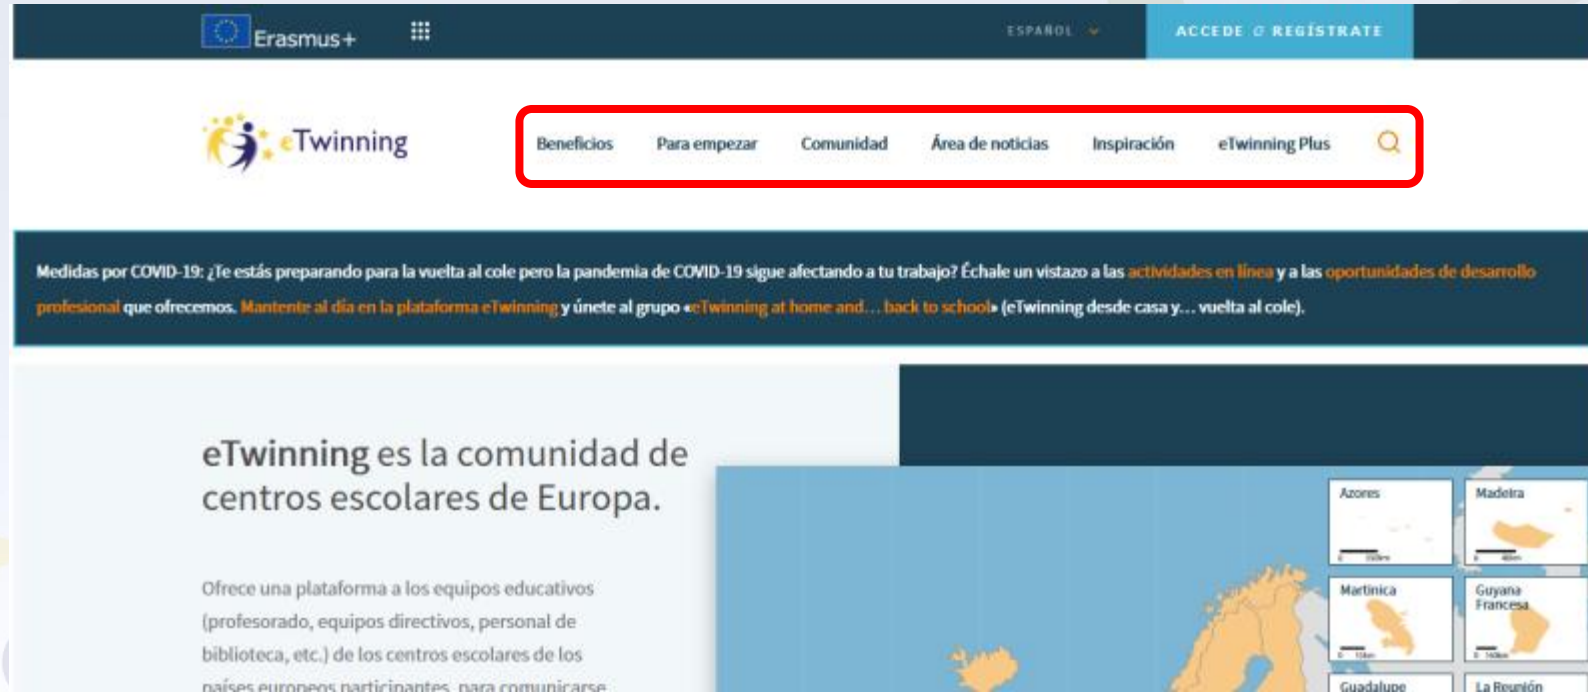 Erasmus+
ESPAÑOL
ACCEDE O REGÍSTRATE
eTwinning
Beneficios
Para empezar
Comunidad
Área de noticias
Inspiración
eTwinning Plus
Medidas por COVID-19: ¿Te estás preparando para la vuelta al cole pero la pandemia de COVID-19 sigue afectando a tu trabajo? Échale un vistazo a las actividades en línea y a las oportunidades de desarrollo
profesional que ofrecemos. Mantente al día en la plataforma eTwinning y únete al grupo «eTwinning at home and... back to school» (eTwinning desde casa y... vuelta al cole).
eTwinning es la comunidad de
centros escolares de Europa.
Ofrece una plataforma a los equipos educativos
(profesorado, equipos directivos, personal de
biblioteca, etc.) de los centros escolares de los
países europeos participantes, para comunicarse
Azores
Madeira
Martinica
Guyana
Francesa
Guadalupe
La Reunión